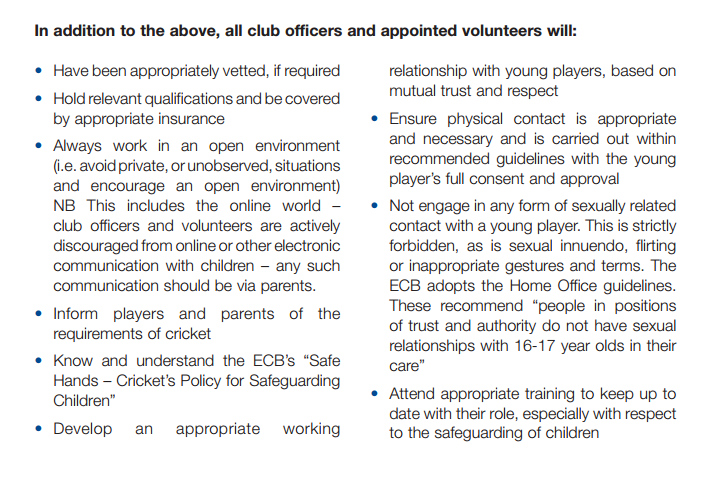 In addition to the above, all club officers and appointed volunteers will:
• Have been appropriately vetted, if required
• Hold relevant qualifications and be covered
by appropriate insurance
• Always work in an open environment
(i.e. avoid private, or unobserved, situations
and encourage an open environment)
NB This includes the online world –
club officers and volunteers are actively
discouraged from online or other electronic
communication with children – any such
communication should be via parents.
• Inform players and parents of the
requirements of cricket
• Know and understand the ECB's “Safe
Hands – Cricket's Policy for Safeguarding
Children”
• Develop an appropriate working
relationship with young players, based on
mutual trust and respect
• Ensure physical contact is appropriate
and necessary and is carried out within
recommended guidelines with the young
player's full consent and approval
• Not engage in any form of sexually related
contact with a young player. This is strictly
forbidden, as is sexual innuendo, flirting
or inappropriate gestures and terms. The
ECB adopts the Home Office guidelines.
These recommend “people in positions
of trust and authority do not have sexual
relationships with 16-17 year olds in their
care”
• Attend appropriate training to keep up to
date with their role, especially with respect
to the safeguarding of children